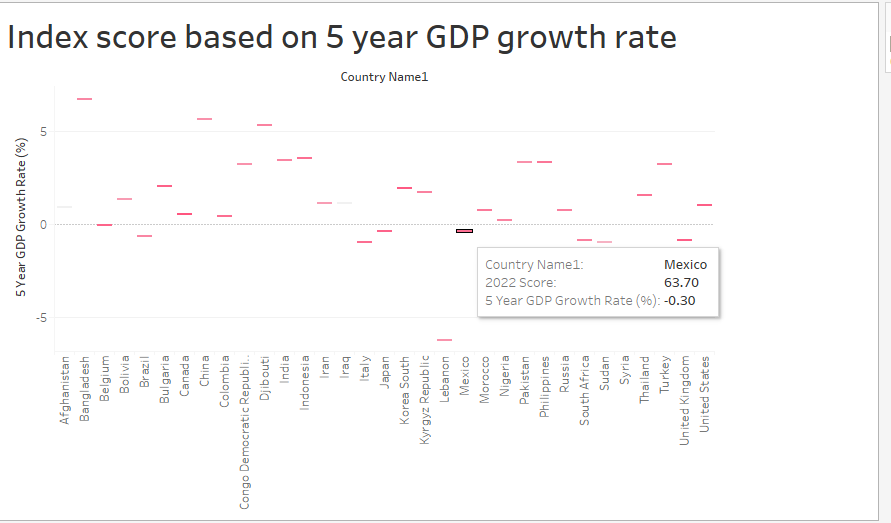 Index score based on 5 year GDP growth rate
Country Name1
5 Year GDP Growth Rate (%)
5
0
-5
Country Name1: Mexico
2022 Score: 63.70
5 Year GDP Growth Rate (%): -0.30
Afghanistan
Bangladesh
Belgium
Bolivia
Brazil
Bulgaria
Canada
China
Colombia
Congo Democratic Republi..
Djibouti
India
Indonesia
Iran
Iraq
Italy
Japan
Korea South
Kyrgyz Republic
Lebanon
Mexico
Morocco
Nigeria
Pakistan
Philippines
Russia
South Africa
Sudan
Syria
Thailand
Turkey
United Kingdom
United States